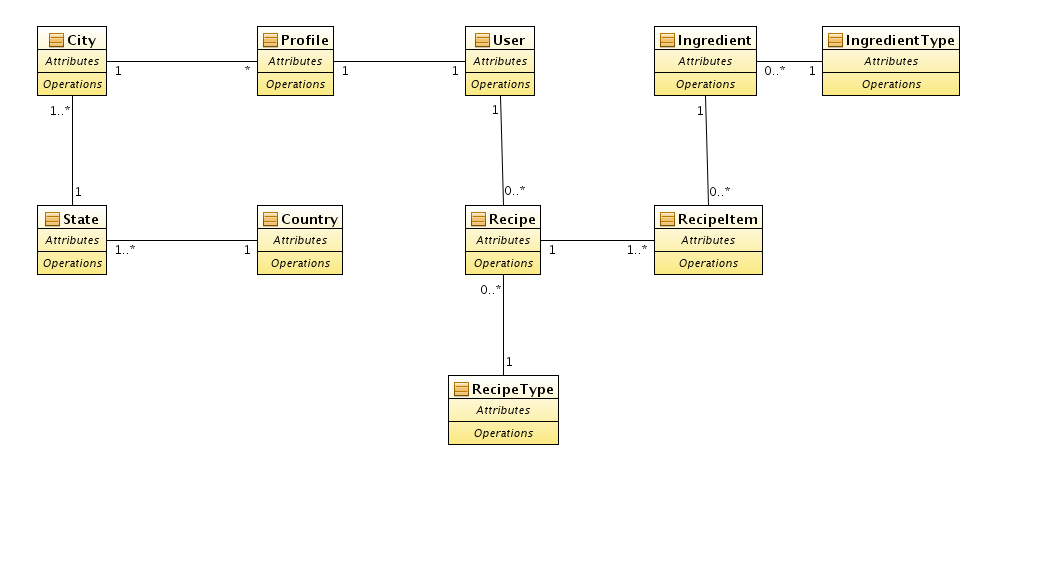 City Profile User Ingredient IngredientType
Attributes Attributes Attributes Attributes Attributes
1 * 1 1 0..* 1
Operations Operations Operations Operations Operations
1..* 1 1
1 0..* 0..*
State Country Recipe RecipeItem
Attributes Attributes Attributes Attributes
1..* 1 1 1..*
Operations Operations Operations Operations
0..*
1
RecipeType
Attributes
Operations